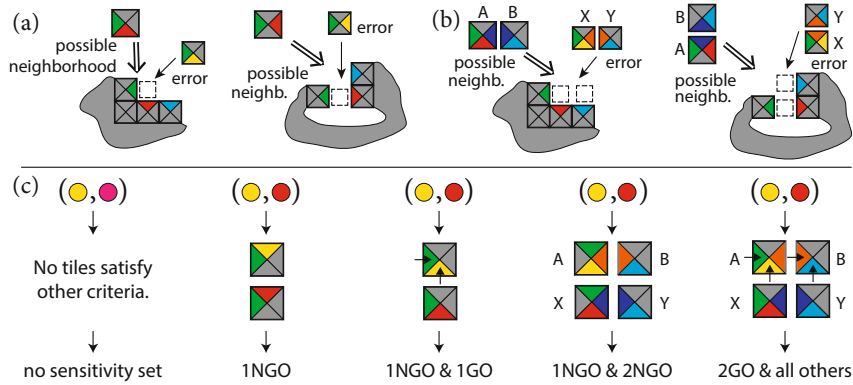 (a)
possible
neighborhood
error
error
possible
neighb.
(b)
A B
X Y
possible
neighb.
error
B
A
Y
X
possible
neighb.
error
(c)
( , )
( , )
( , )
( , )
( , )
No tiles satisfy
other criteria.
A B
X Y
A B
X Y
no sensitivity set
1NGO
1NGO & 1GO
1NGO & 2NGO
2GO & all others